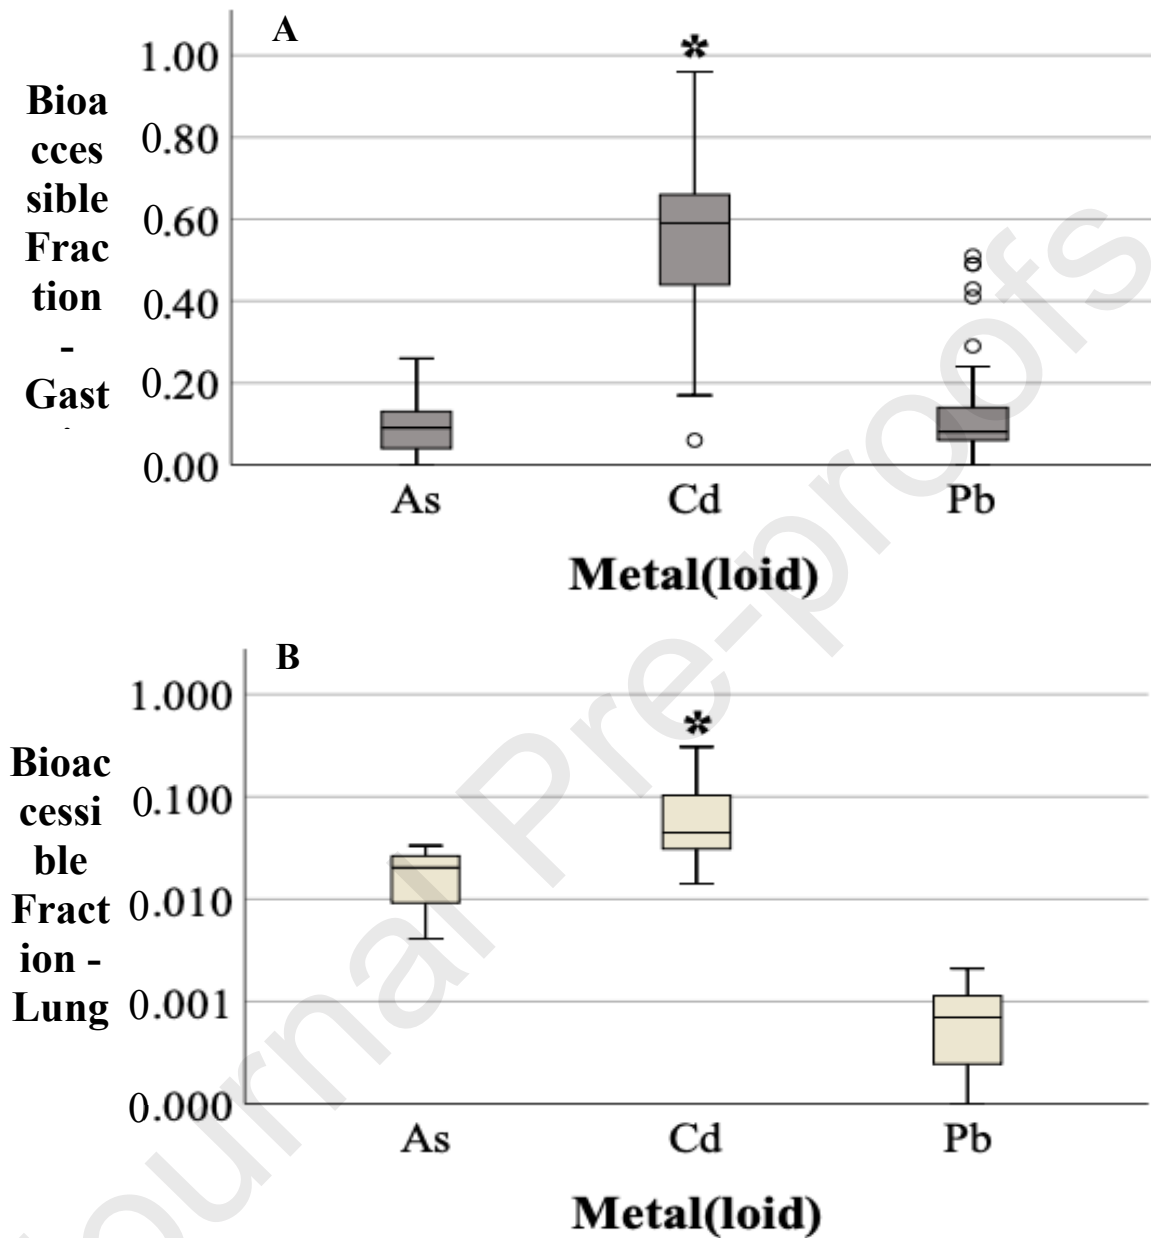 A
*
1.00
0.80
0.60
0.40
0.20
0.00
Bioa
cces
sible
Frac
tion
-
Gast
As
Cd
Pb
Metal(loid)
B
*
1.000
0.100
0.010
0.001
0.000
Bioac
cessi
ble
Fract
ion -
Lung
As
Cd
Pb
Metal(loid)
Journal Pre-proofs